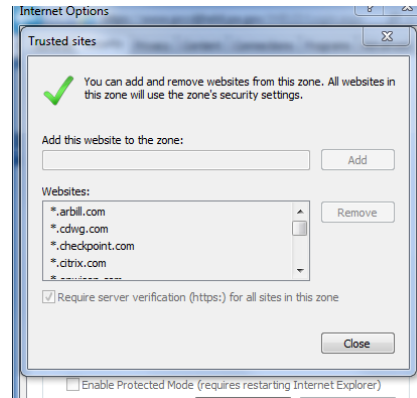 Internet Options
Trusted sites
You can add and remove websites from this zone. All websites in
this zone will use the zone's security settings.
Add this website to the zone:
Add
Websites:
*.arbill.com
*.cdwg.com
*.checkpoint.com
*.citrix.com
Remove
Require server verification (https:) for all sites in this zone
Close
Enable Protected Mode (requires restarting Internet Explorer)